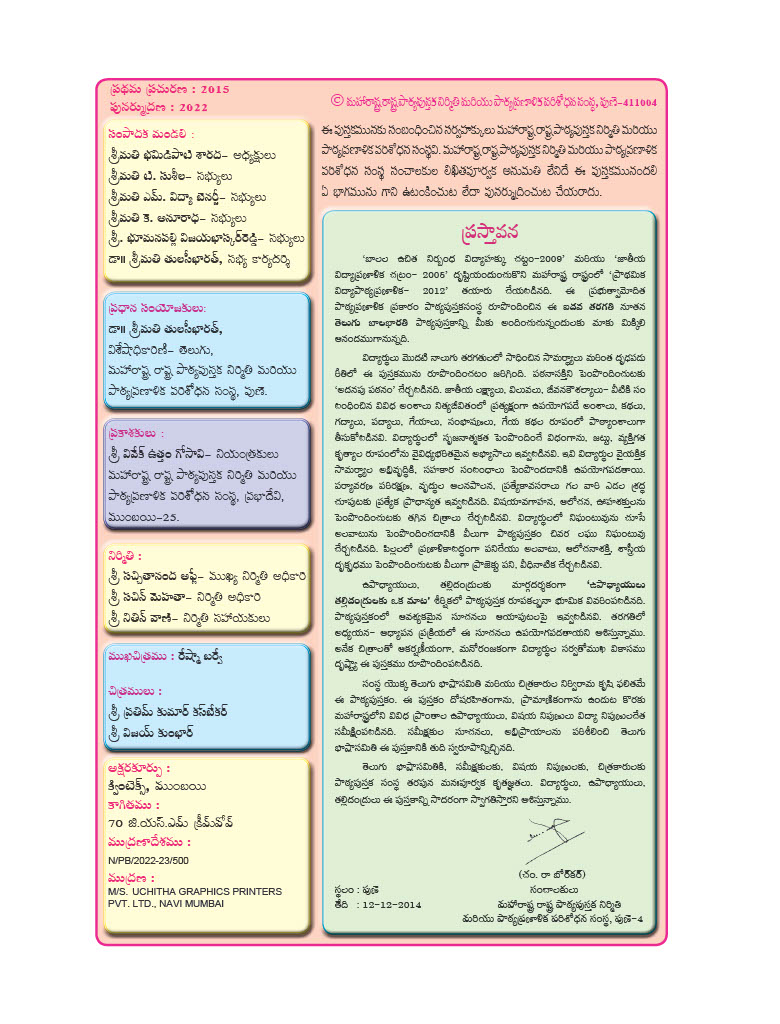 ప్రథమ ప్రచురణ : 2015
పునర్ముద్రణ : 2022
సంపాదక మండలి :
శ్రీమతి భమిడిపాటి శారద– అధ్యక్షులు
శ్రీమతి టి. సుశీల– సభ్యులు
శ్రీమతి ఎమ్. విద్యా బెనర్జీ– సభ్యులు
శ్రీమతి కె. అనూరాధ– సభ్యులు
శ్రీ. భూమనపల్లి విజయభాస్కర్‌రెడ్డి– సభ్యులు
డా॥ శ్రీమతి తులసీభారత్, సభ్య కార్యదర్శి
ప్రధాన సంయోజకులు:
డా॥ శ్రీమతి తులసీభారత్,
విశేషాధికారిణి– తెలుగు,
మహారాష్ట్ర రాష్ట్ర పాఠ్యపుస్తక నిర్మితి మరియు
పాఠ్యప్రణాళిక పరిశోధన సంస్థ, పుణె.
ప్రకాశకులు :
శ్రీ వివేక్ ఉత్తం గోసావి– నియంత్రకులు
మహారాష్ట్ర రాష్ట్ర పాఠ్యపుస్తక నిర్మితి మరియు
పాఠ్యప్రణాళిక పరిశోధన సంస్థ, ప్రభాదేవి,
ముంబయి–25.
నిర్మితి :
శ్రీ సచ్చితానంద ఆఫ్లే– ముఖ్య నిర్మితి అధికారి
శ్రీ సచిన్ మెహతా– నిర్మితి అధికారి
శ్రీ నితిన్ వాణి– నిర్మితి సహాయకులు
ముఖచిత్రము : రేష్మా బర్వే
చిత్రములు :
శ్రీ ప్రతిమ్ కుమార్ కస్‌బేకర్
శ్రీ విజయ్ కుంభార్
అక్షరకూర్పు :
క్వింటెక్స్, ముంబయి
కాగితము :
70 జి.యస్.ఎమ్ క్రీమ్‌వోవ్
ముద్రణాదేశము :
N/PB/2022-23/500
ముద్రణ :
M/S. UCHITHA GRAPHICS PRINTERS
PVT. LTD., NAVI MUMBAI
© మహారాష్ట్ర రాష్ట్ర పాఠ్యపుస్తక నిర్మితి మరియు పాఠ్యప్రణాళిక పరిశోధన సంస్థ, పుణె–411004
ఈ పుస్తకమునకు సంబంధించిన సర్వహక్కులు మహారాష్ట్ర రాష్ట్ర పాఠ్యపుస్తక నిర్మితి మరియు
పాఠ్యప్రణాళిక పరిశోధన సంస్థవి. మహారాష్ట్ర రాష్ట్ర పాఠ్యపుస్తక నిర్మితి మరియు పాఠ్యప్రణాళిక
పరిశోధన సంస్థ సంచాలకుల లిఖితపూర్వక అనుమతి లేనిదే ఈ పుస్తకమునందలి
ఏ భాగమును గాని ఉటంకించుట లేదా పునర్ముద్రించుట చేయరాదు.
ప్రస్తావన
‘బాలల ఉచిత నిర్బంధ విద్యాహక్కు చట్టం-2009’ మరియు ‘జాతీయ
విద్యాప్రణాళిక చట్రం– 2005’ దృష్టియందుంచుకొని మహారాష్ట్ర రాష్ట్రంలో ‘ప్రాథమిక
విద్యాపాఠ్యప్రణాళిక– 2012’ తయారు చేయబడినది. ఈ ప్రభుత్వామోదిత
పాఠ్యప్రణాళిక ప్రకారం పాఠ్యపుస్తకసంస్థ రూపొందించిన ఈ ఐదవ తరగతి నూతన
తెలుగు బాలభారతి పాఠ్యపుస్తకాన్ని మీకు అందించుచున్నందులకు మాకు మిక్కిలి
ఆనందముగానున్నది.
విద్యార్థులు మొదటి నాలుగు తరగతులలో సాధించిన సామర్థ్యాలు మరింత దృఢపడు
రీతిలో ఈ పుస్తకమును రూపొందించటం జరిగింది. పఠనాసక్తిని పెంపొందించుటకు
‘అదనపు పఠనం’ చేర్చబడినది. జాతీయ లక్ష్యాలు, విలువలు, జీవనకౌశల్యాలు– వీటికి సం
బంధించిన వివిధ అంశాలు నిత్యజీవితంలో ప్రత్యక్షంగా ఉపయోగపడే అంశాలు, కథలు,
గద్యాలు, పద్యాలు, గేయాలు, సంభాషణలు, గేయ కథల రూపంలో పాఠ్యాంశాలుగా
తీసుకోబడినవి. విద్యార్థులలో సృజనాత్మకత పెంపొందించే విధంగాను, జట్టు, వ్యక్తిగత
కృత్యాల రూపంలోను వైవిధ్యభరితమైన అభ్యాసాలు ఇవ్వబడినవి. ఇవి విద్యార్థుల వైయక్తిక
సామర్థ్యాల అభివృద్ధికి, సహకార సంబంధాలు పెంపొందడానికి ఉపయోగపడతాయి.
పర్యావరణ పరిరక్షణ, వృద్ధుల ఆలనపాలన, ప్రత్యేకావసరాలు గల వారి ఎడల శ్రద్ధ
చూపుటకు ప్రత్యేక ప్రాధాన్యత ఇవ్వబడినది. విషయావగాహన, ఆలోచన, ఊహాశక్తులను
పెంపొందించుటకు తగిన చిత్రాలు చేర్చబడినవి. విద్యార్థులలో నిఘంటువును చూసే
అలవాటును పెంపొందించడానికి వీలుగా పాఠ్యపుస్తకం చివర లఘు నిఘంటువు
చేర్చబడినది. పిల్లలలో ప్రణాళికాసిద్ధంగా పనిచేయు అలవాటు, ఆలోచనాశక్తి, శాస్త్రీయ
దృక్పథము పెంపొందించుటకు వీలుగా ప్రాజెక్టు పని, వీధినాటిక చేర్చబడినవి.
ఉపాధ్యాయులు, తల్లిదండ్రులకు మార్గదర్శకంగా ‘ఉపాధ్యాయులు
తల్లిదండ్రులకు ఒక మాట’ శీర్షికలో పాఠ్యపుస్తక రూపకల్పనా భూమిక వివరింపబడినది.
పాఠ్యపుస్తకంలో ఆవశ్యకమైన సూచనలు ఆయాపుటలపై ఇవ్వబడినవి. తరగతిలో
అధ్యయన– అధ్యాపన ప్రక్రియలో ఈ సూచనలు ఉపయోగపడతాయని ఆశిస్తున్నాము.
అనేక చిత్రాలతో ఆకర్షణీయంగా, మనోరంజకంగా విద్యార్థుల సర్వతోముఖ వికాసము
దృష్ట్యా ఈ పుస్తకము రూపొందింపబడినది.
సంస్థ యొక్క తెలుగు భాషాసమితి మరియు చిత్రకారుల నిర్విరామ కృషి ఫలితమే
ఈ పాఠ్యపుస్తకం. ఈ పుస్తకం దోషరహితంగాను, ప్రామాణికంగాను ఉండుట కొరకు
మహారాష్ట్రలోని వివిధ ప్రాంతాల ఉపాధ్యాయులు, విషయ నిపుణులు విద్యా నిపుణులచేత
సమీక్షింపబడినది. సమీక్షకుల సూచనలు, అభిప్రాయాలను పరిశీలించి తెలుగు
భాషాసమితి ఈ పుస్తకానికి తుది స్వరూపాన్నిచ్చినది.
తెలుగు భాషాసమితికి, సమీక్షకులకు, విషయ నిపుణులకు, చిత్రకారులకు
పాఠ్యపుస్తక సంస్థ తరపున మనఃపూర్వక కృతజ్ఞతలు. విద్యార్థులు, ఉపాధ్యాయులు,
తల్లిదండ్రులు ఈ పుస్తకాన్ని సాదరంగా స్వాగతిస్తారని ఆశిస్తున్నాము.
(చం. రా బోర్‌కర్)
స్థలం : పుణె
సంచాలకులు
తేది : 12-12-2014
మహారాష్ట్ర రాష్ట్ర పాఠ్యపుస్తక నిర్మితి
మరియు పాఠ్యప్రణాళిక పరిశోధన సంస్థ, పుణె-4